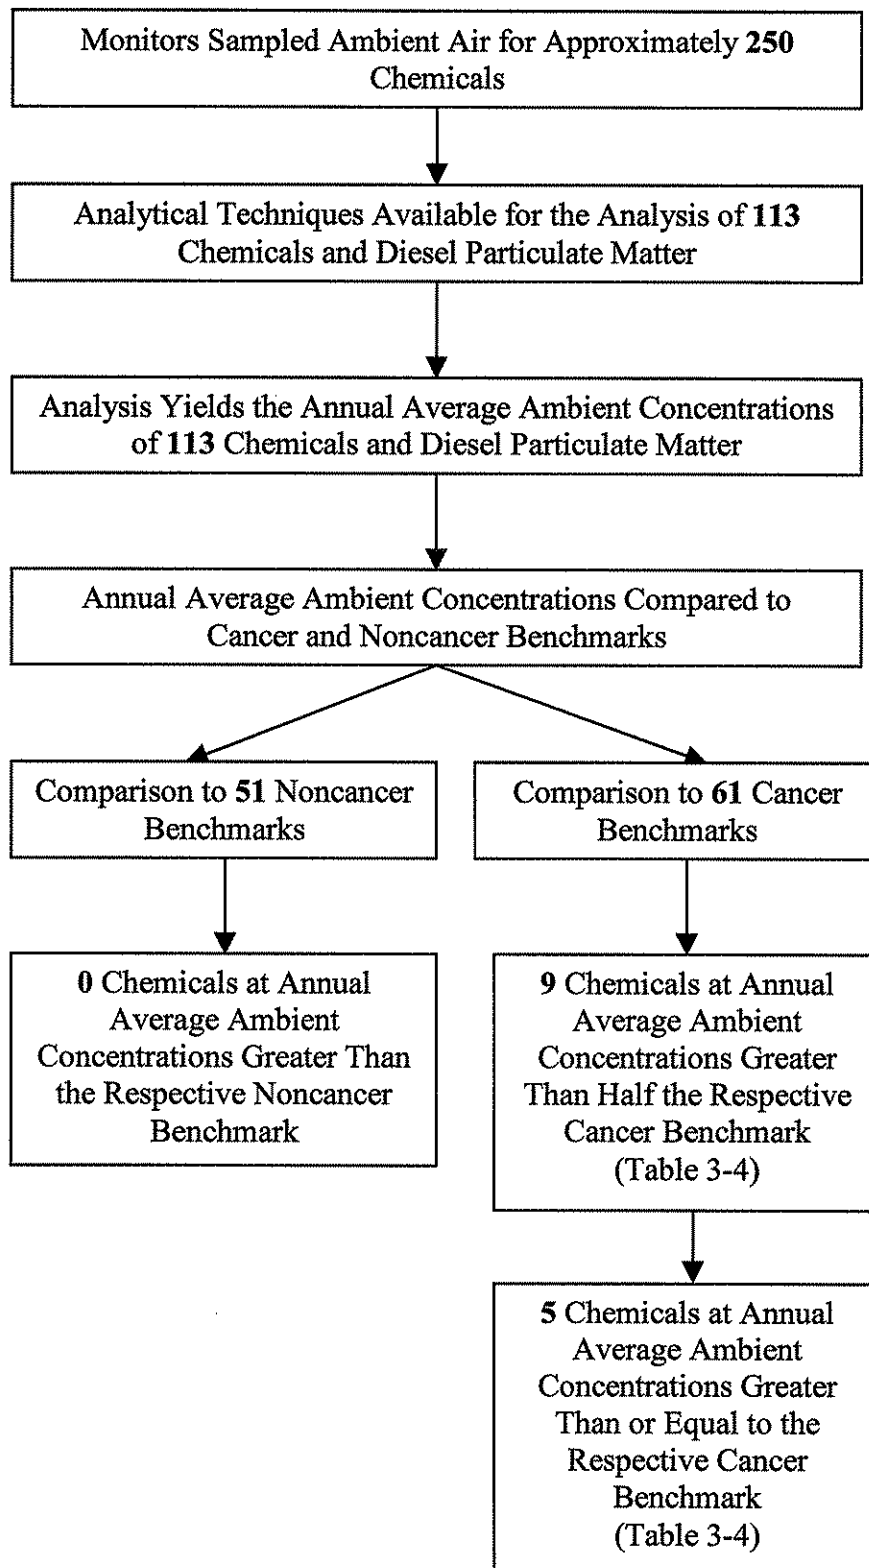 Monitors Sampled Ambient Air for Approximately 250
Chemicals
Analytical Techniques Available for the Analysis of 113
Chemicals and Diesel Particulate Matter
Analysis Yields the Annual Average Ambient Concentrations
of 113 Chemicals and Diesel Particulate Matter
Annual Average Ambient Concentrations Compared to
Cancer and Noncancer Benchmarks
Comparison to 51 Noncancer
Benchmarks
Comparison to 61 Cancer
Benchmarks
0 Chemicals at Annual
Average Ambient
Concentrations Greater Than
the Respective Noncancer
Benchmark
9 Chemicals at Annual
Average Ambient
Concentrations Greater
Than Half the Respective
Cancer Benchmark
(Table 3-4)
5 Chemicals at Annual
Average Ambient
Concentrations Greater
Than or Equal to the
Respective Cancer
Benchmark
(Table 3-4)